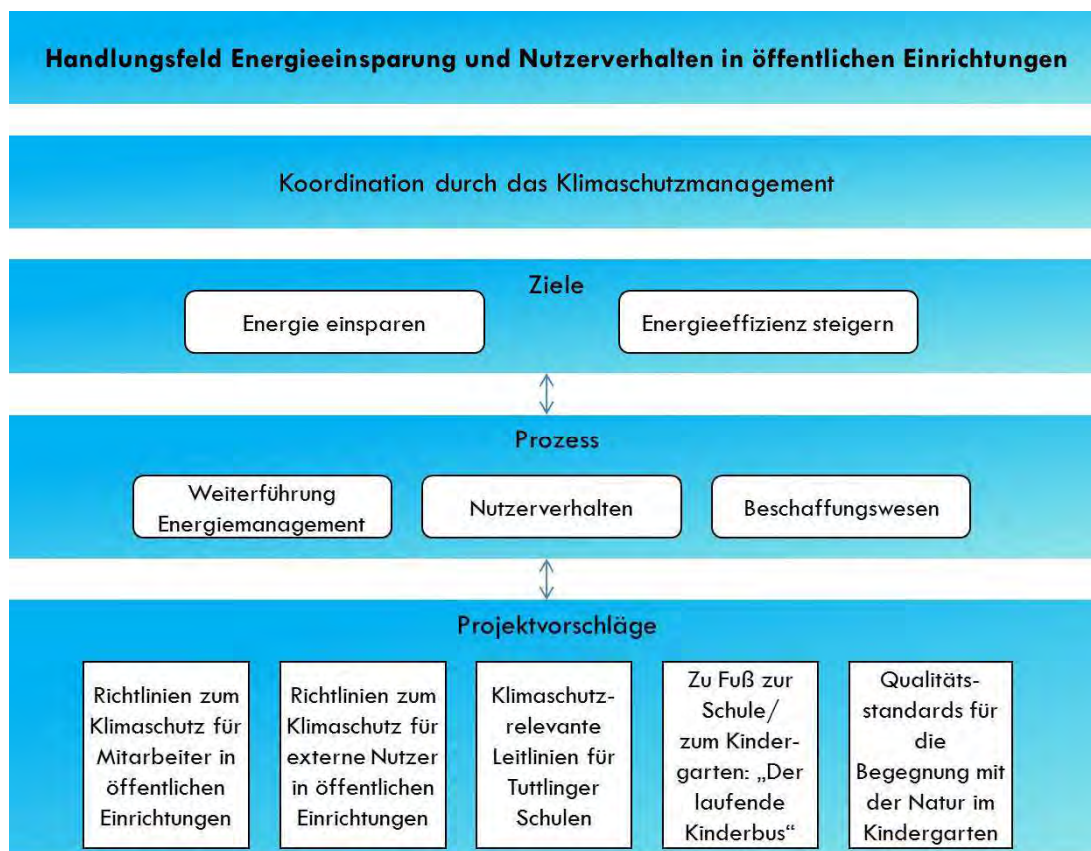 Handlungsfeld Energieeinsparung und Nutzerverhalten in öffentlichen Einrichtungen
Koordination durch das Klimaschutzmanagement
Ziele
Energie einsparen
Energieeffizienz steigern
Prozess
Weiterführung
Energiemanagement
Nutzerverhalten
Beschaffungswesen
Projektvorschläge
Richtlinien zum
Klimaschutz für
Mitarbeiter in
öffentlichen
Einrichtungen
Richtlinien zum
Klimaschutz für
externe Nutzer
in öffentlichen
Einrichtungen
Klimaschutz-
relevante
Leitlinien für
Tuttlinger
Schulen
Zu Fuß zur
Schule/
zum Kinder-
garten: „Der
laufende
Kinderbus“
Qualitäts-
standards für
die
Begegnung mit
der Natur im
Kindergarten